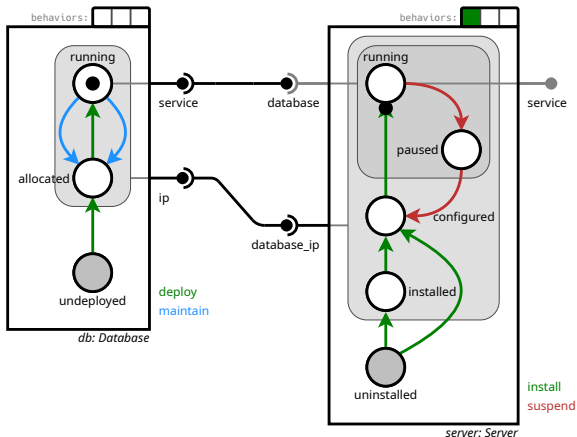 behaviors:
running
allocated
undeployed
db: Database
service
ip
deploy
maintain
database
database_ip
behaviors:
running
paused
configured
installed
uninstalled
server: Server
service
install
suspend